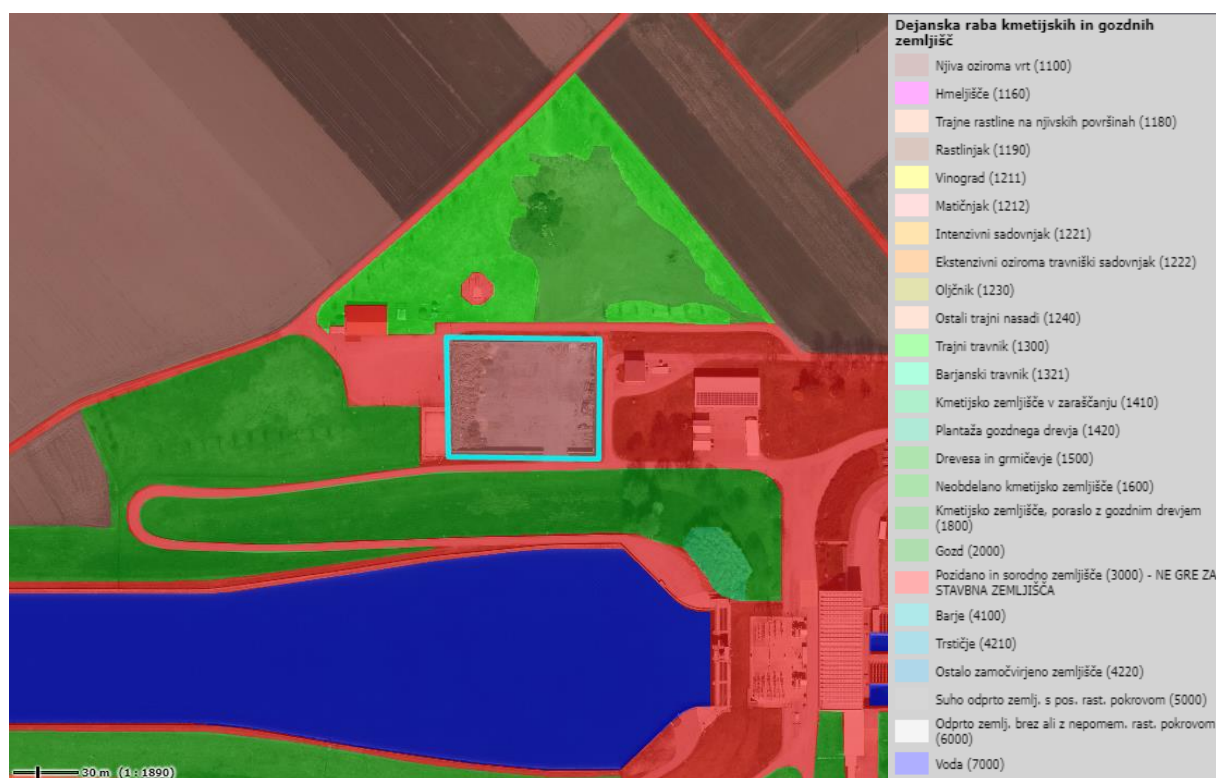 Dejanska raba kmetijskih in gozdnih
zemljišč
Njiva oziroma vrt (1100)
Hmeljišče (1160)
Trajne rastline na njivskih površinah (1180)
Rastlinjak (1190)
Vinograd (1211)
Matičnjak (1212)
Intenzivni sadovnjak (1221)
Ekstenzivni oziroma travniški sadovnjak (1222)
Oljčnik (1230)
Ostali trajni nasadi (1240)
Trajni travnik (1300)
Barjanski travnik (1321)
Kmetijsko zemljišče v zaraščanju (1410)
Plantaža gozdnega drevja (1420)
Drevesa in grmičevje (1500)
Neobdelano kmetijsko zemljišče (1600)
Kmetijsko zemljišče, poraslo z gozdnim drevjem
(1800)
Gozd (2000)
Pozidano in sorodno zemljišče (3000) - NE GRE ZA
STAVBNA ZEMLJIŠČA
Barje (4100)
Trstičje (4210)
Ostalo zamočvirjeno zemljišče (4220)
Suho odprto zemlj. s pos. rast. pokrovom (5000)
Odprto zemlj. brez ali z nepomem. rast. pokrovom
(6000)
Voda (7000)
30 m (1 : 1890)